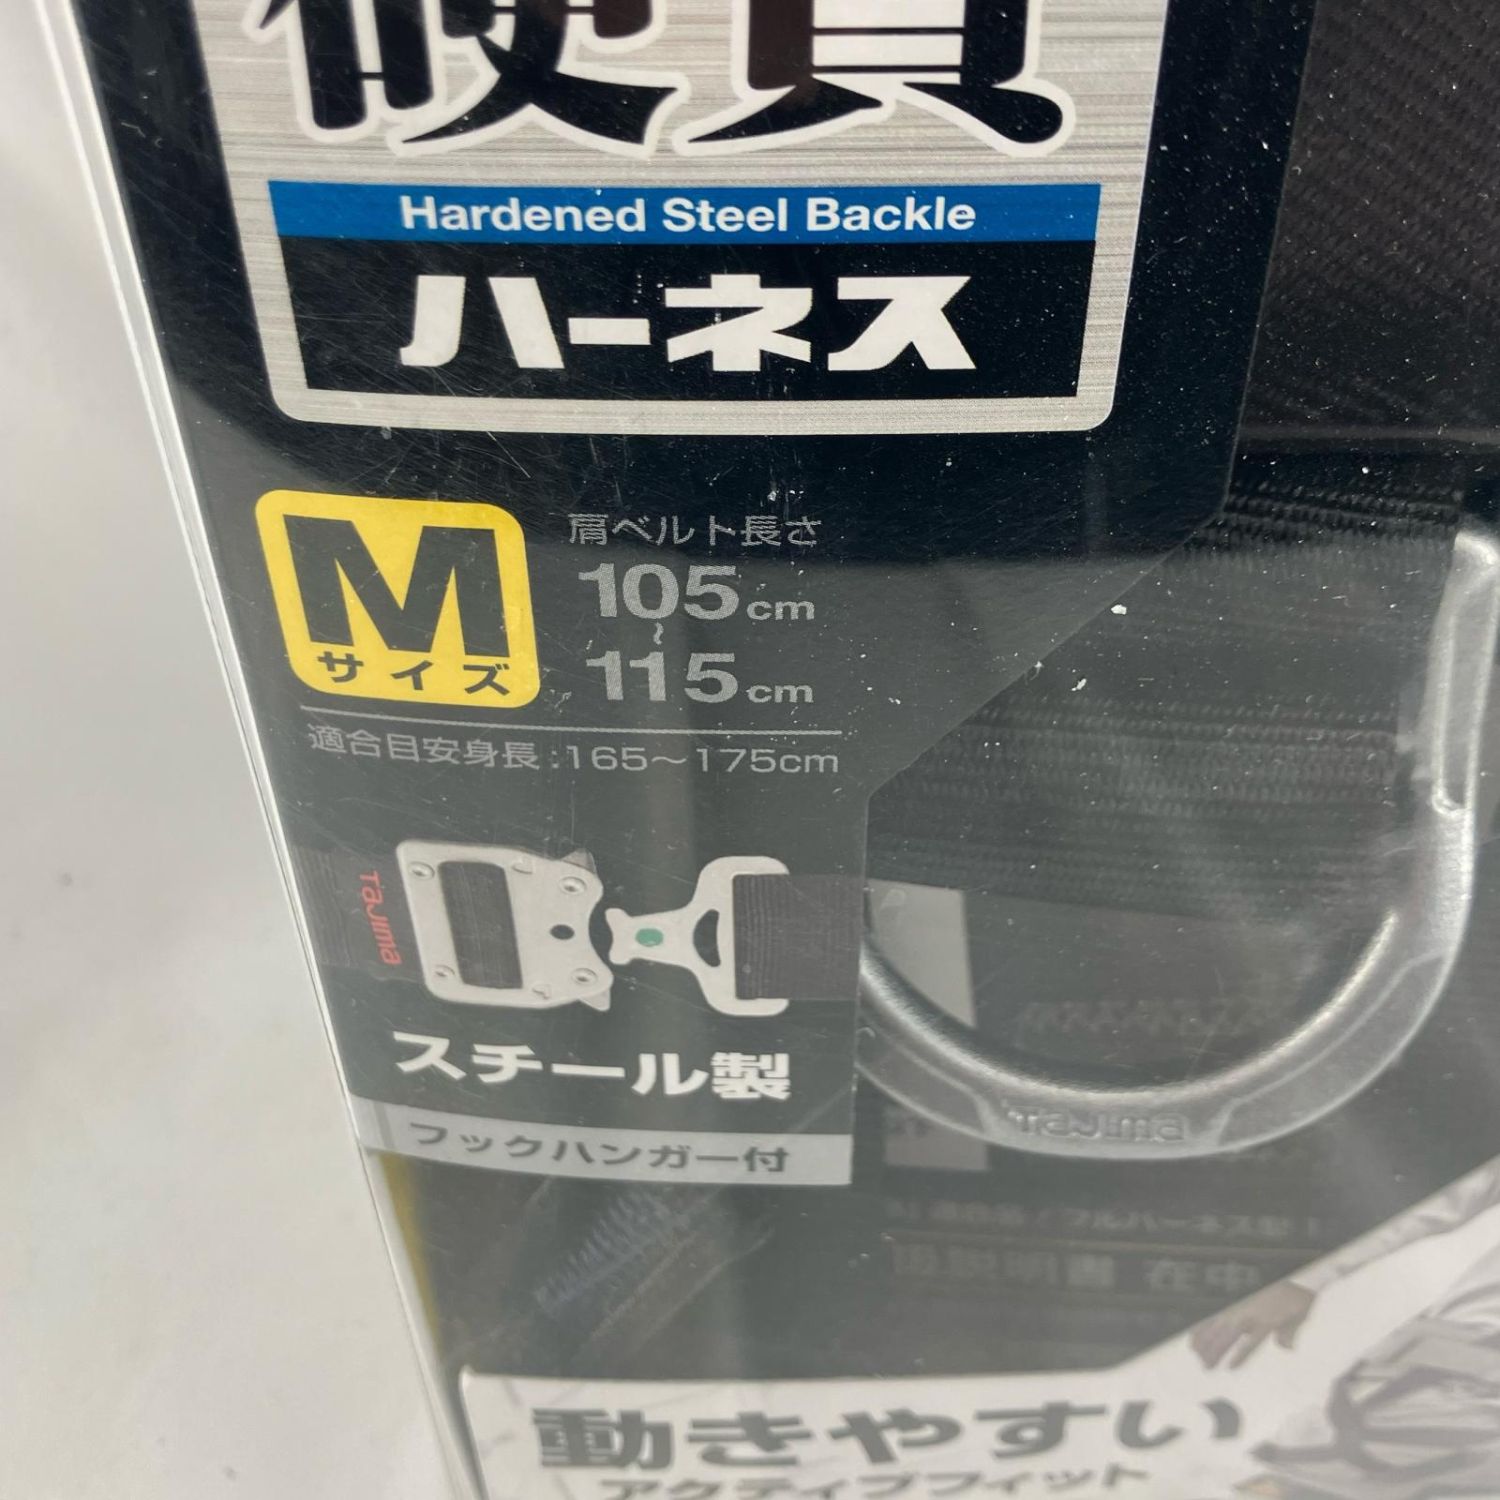 硬質
Hardened Steel Backle
ハーネス
M
サイズ
肩ベルト長さ
105cm
~
115cm
適合目安身長:165～175cm
TaJima
スチール製
フックハンガー付
TaJima
取扱説明書 在中
動きやすい
アクティブフィット